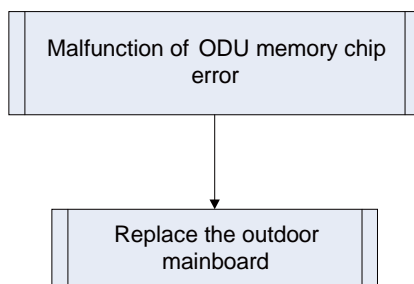 Malfunction of ODU memory chip
error
Replace the outdoor
mainboard